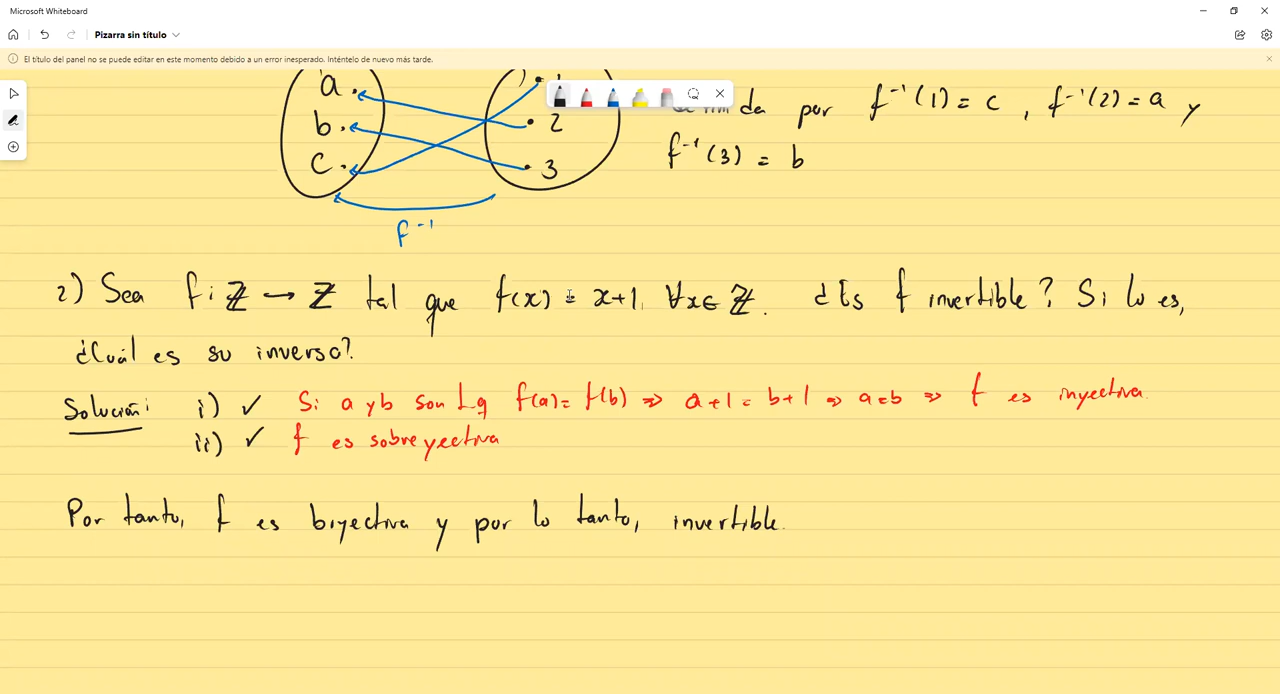 Microsoft Whiteboard
Pizarra sin título
El título del panel no se puede editar en este momento debido a un error inesperado. Inténtelo de nuevo más tarde.
a
b
c
2
3
f⁻¹
por f⁻¹(1) = c , f⁻¹(2) = a y
f⁻¹(3) = b
2) Sea f: ℤ → ℤ tal que f(x) = x+1, ∀x∈ ℤ. ¿Es f invertible? Si lo es,
¿Cuál es su inversa?
Solución: i) ✓ Si a y b son t.q f(a) = f(b) ⇒ a+1 = b+1 ⇒ a=b ⇒ f es inyectiva.
ii) ✓ f es sobreyectiva
Por tanto, f es biyectiva y por lo tanto, invertible.